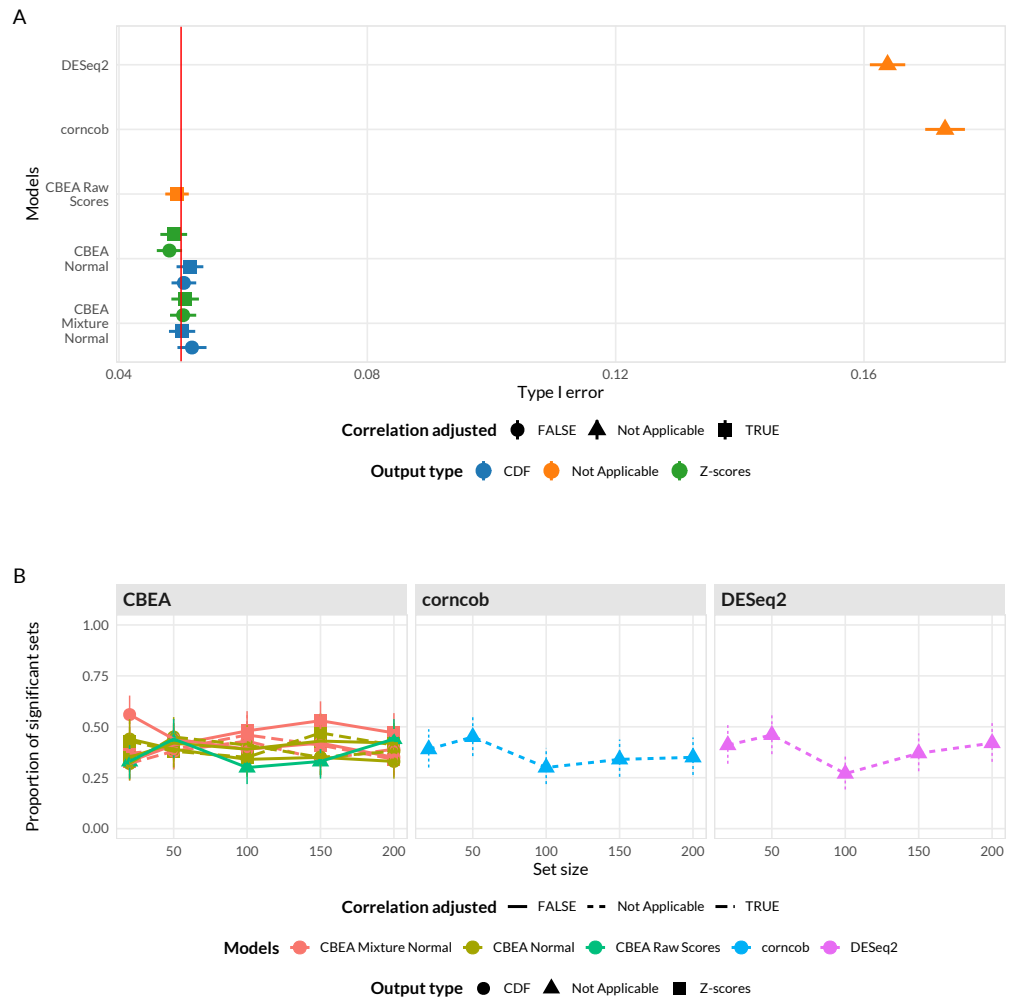 A
DESeq2
corncob
CBEA Raw
Scores
CBEA
Normal
CBEA
Mixture
Normal
Models
0.04 0.08 0.12 0.16
Type I error
Correlation adjusted FALSE Not Applicable TRUE
Output type CDF Not Applicable Z-scores
B
CBEA corncob DESeq2
1.00
0.75
0.50
0.25
0.00
Proportion of significant sets
50 100 150 200 50 100 150 200 50 100 150 200
Set size
Correlation adjusted FALSE Not Applicable TRUE
Models CBEA Mixture Normal CBEA Normal CBEA Raw Scores corncob DESeq2
Output type CDF Not Applicable Z-scores